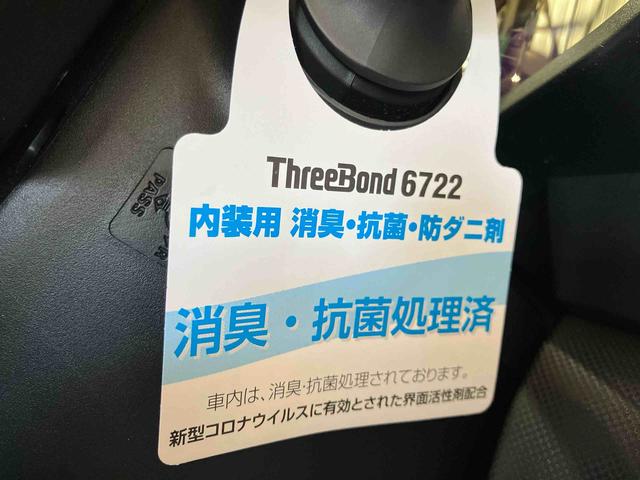 ThreeBond 6722
内装用 消臭・抗菌・防ダニ剤
消臭・抗菌処理済
車内は、消臭・抗菌処理されております。
新型コロナウイルスに有効とされた界面活性剤配合
PASS